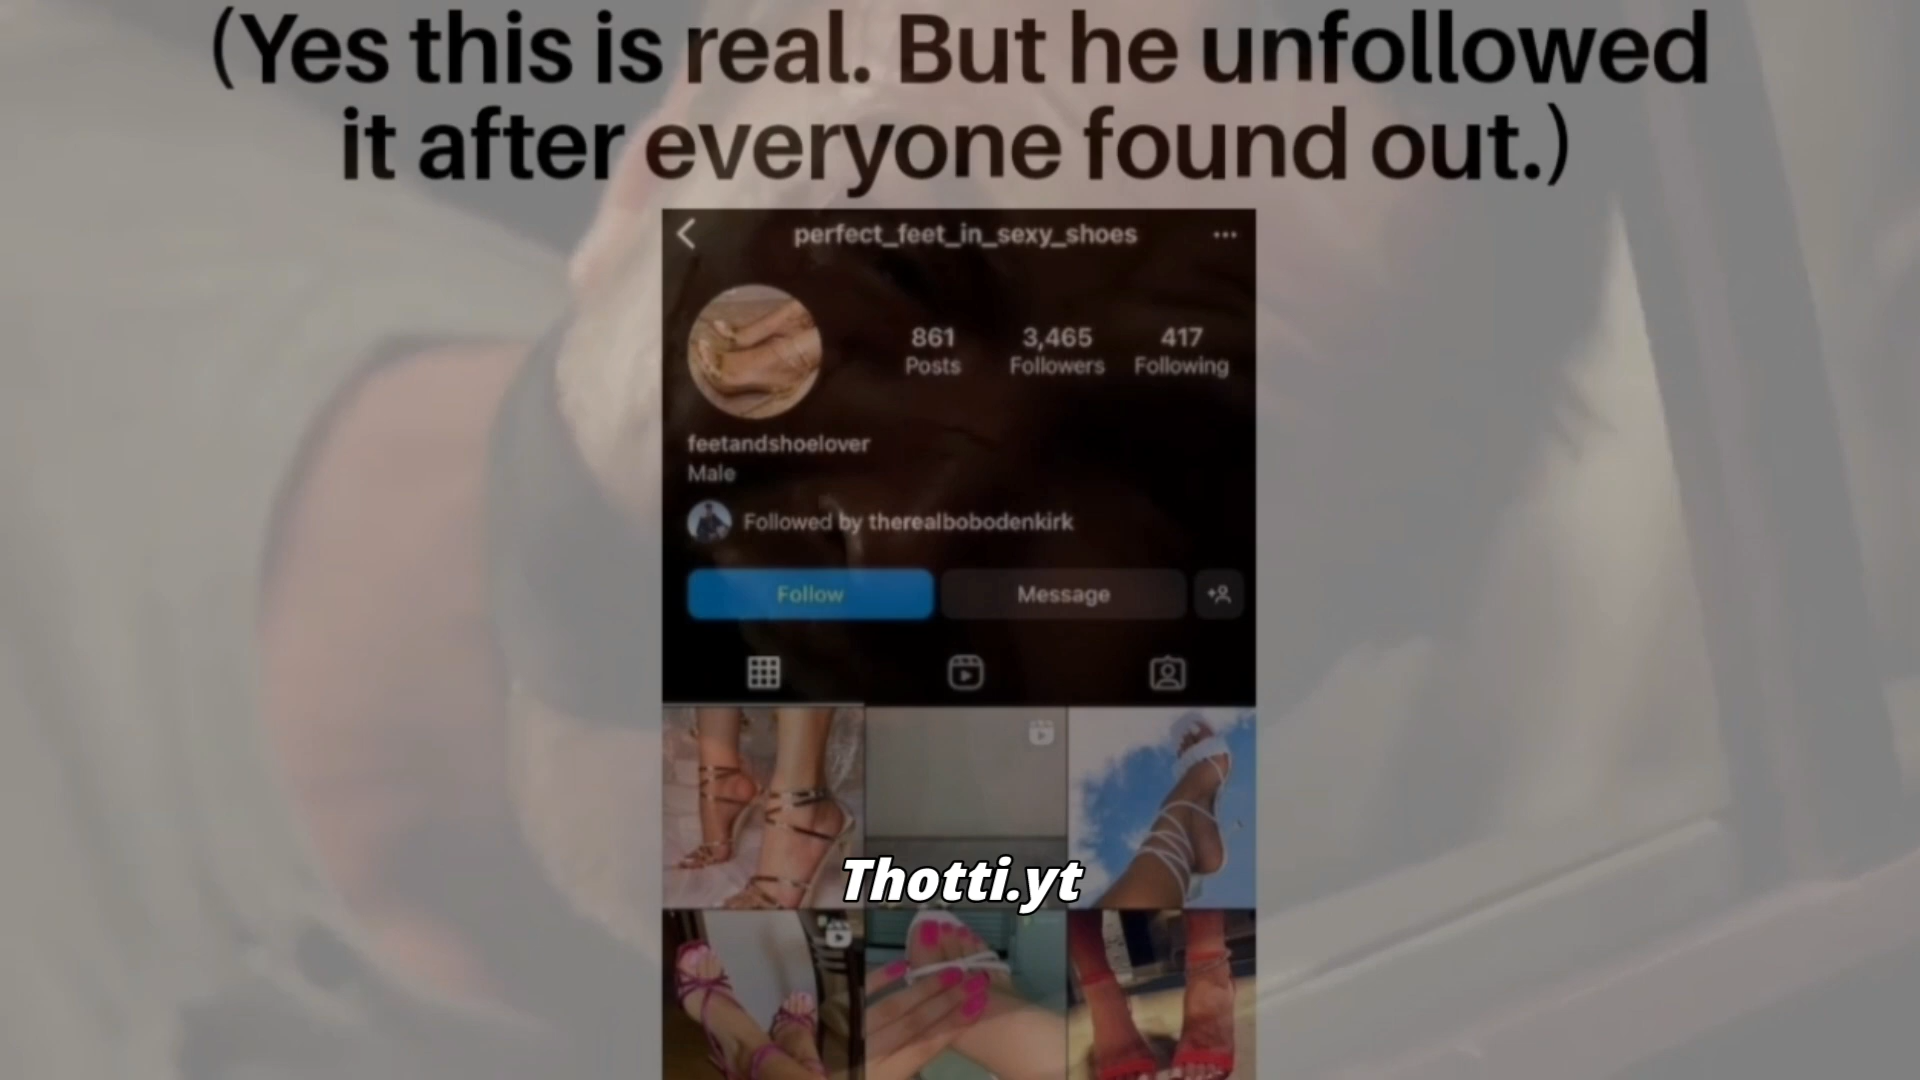 (Yes this is real. But he unfollowed
it after everyone found out.)
perfect_feet_in_sexy_shoes
861
3,465
417
Posts
Followers
Following
feetandshoelover
Male
Followed by therealbobodenkirk
Follow
Message
Thotti.yt